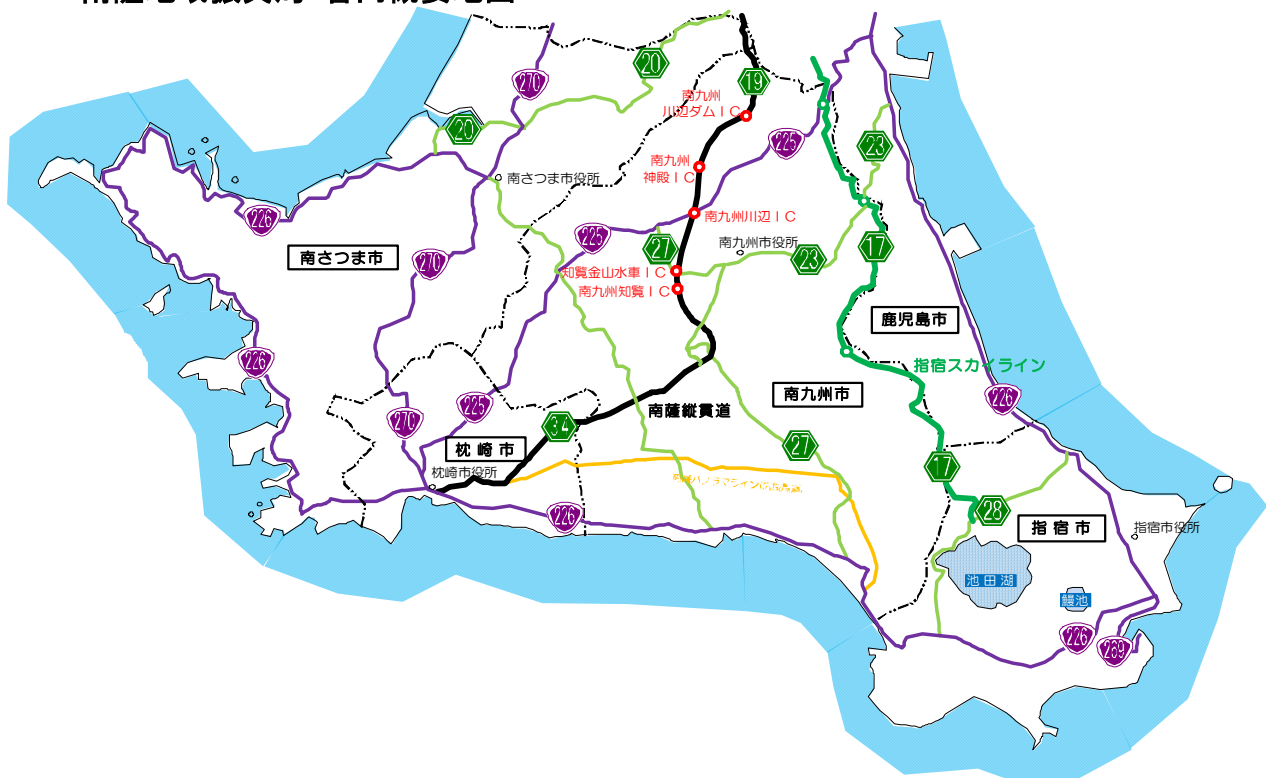 20
270
19
南九州
川辺ダムIC
20
225
23
南九州
神殿IC
南さつま市役所
226
南九州川辺IC
225
27
南九州市役所
23
17
南さつま市
270
知覧金山水車IC
南九州知覧IC
鹿児島市
226
指宿スカイライン
南九州市
226
225
270
南薩縦貫道
34
枕崎市
27
枕崎市役所
17
226
28
指宿市
指宿市役所
池田湖
鰻池
226
269